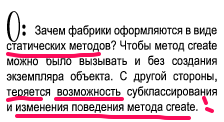 О: Зачем фабрики оформляются в виде
статических методов? Чтобы метод create
можно было вызывать и без создания
экземпляра объекта. С другой стороны,
теряется возможность субклассирования
и изменения поведения метода create.